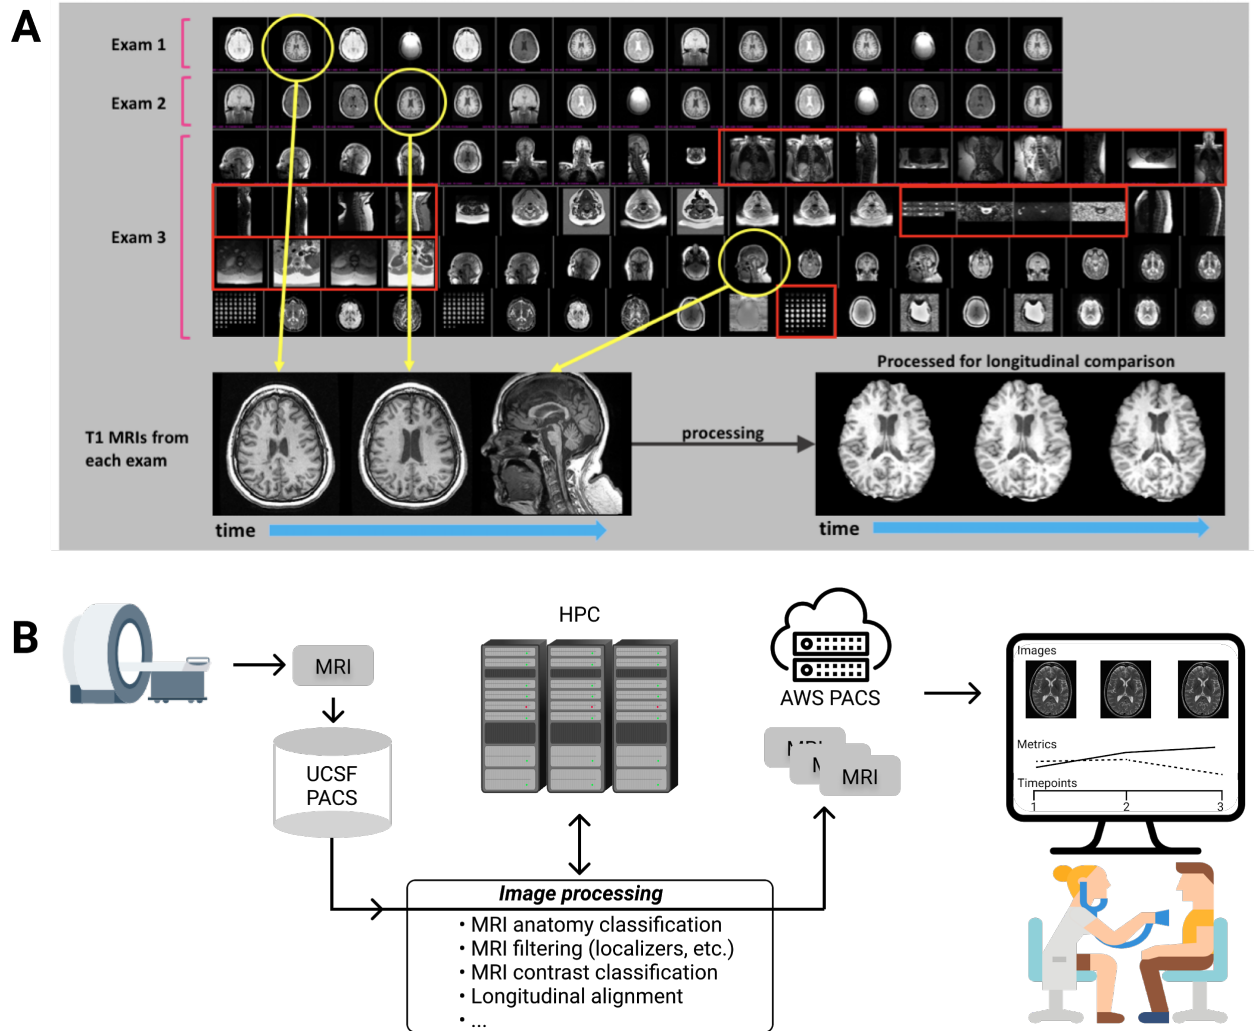 A
Exam 1
Exam 2
Exam 3
T1 MRIs from
each exam
time
processing
Processed for longitudinal comparison
time
B
MRI
UCSF
PACS
HPC
Image processing
• MRI anatomy classification
• MRI filtering (localizers, etc.)
• MRI contrast classification
• Longitudinal alignment
• ...
AWS PACS
MRI
M
MRI
Images
Metrics
Timepoints
1 2 3